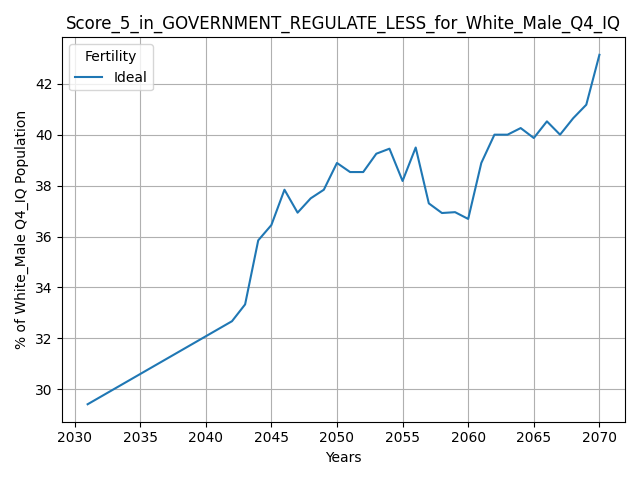 Score_5_in_GOVERNMENT_REGULATE_LESS_for_White_Male_Q4_IQ
Fertility
Ideal
% of White_Male Q4_IQ Population
42
40
38
36
34
32
30
2030 2035 2040 2045 2050 2055 2060 2065 2070
Years